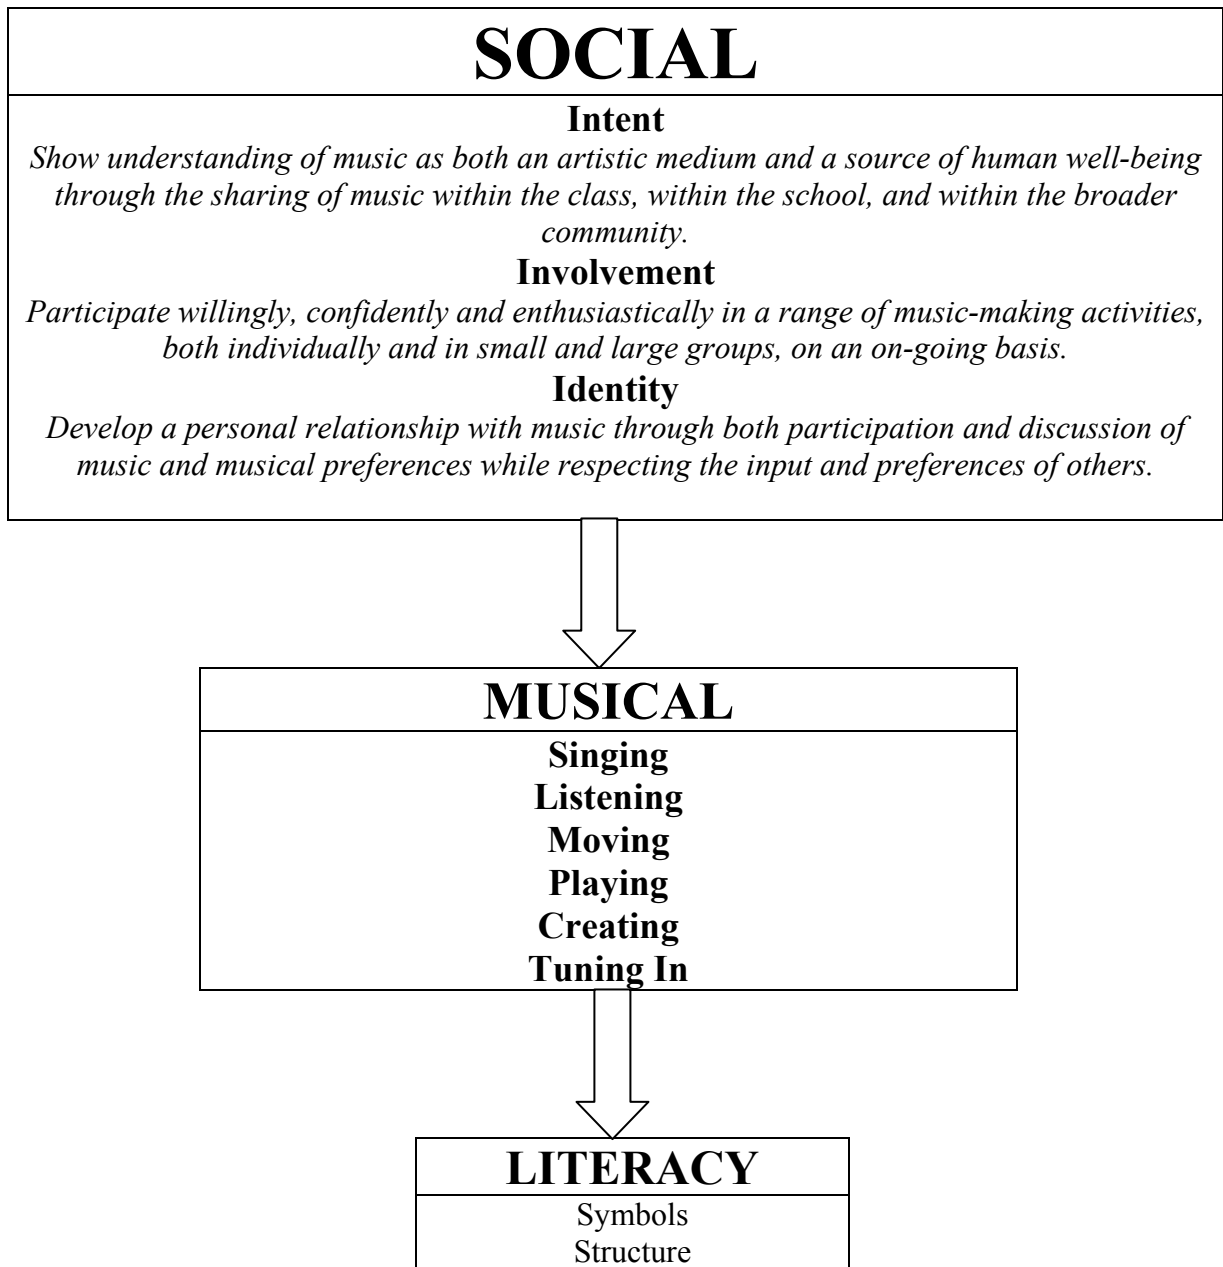 SOCIAL
Intent
Show understanding of music as both an artistic medium and a source of human well-being
through the sharing of music within the class, within the school, and within the broader
community.
Involvement
Participate willingly, confidently and enthusiastically in a range of music-making activities,
both individually and in small and large groups, on an on-going basis.
Identity
Develop a personal relationship with music through both participation and discussion of
music and musical preferences while respecting the input and preferences of others.
MUSICAL
Singing
Listening
Moving
Playing
Creating
Tuning In
LITERACY
Symbols
Structure